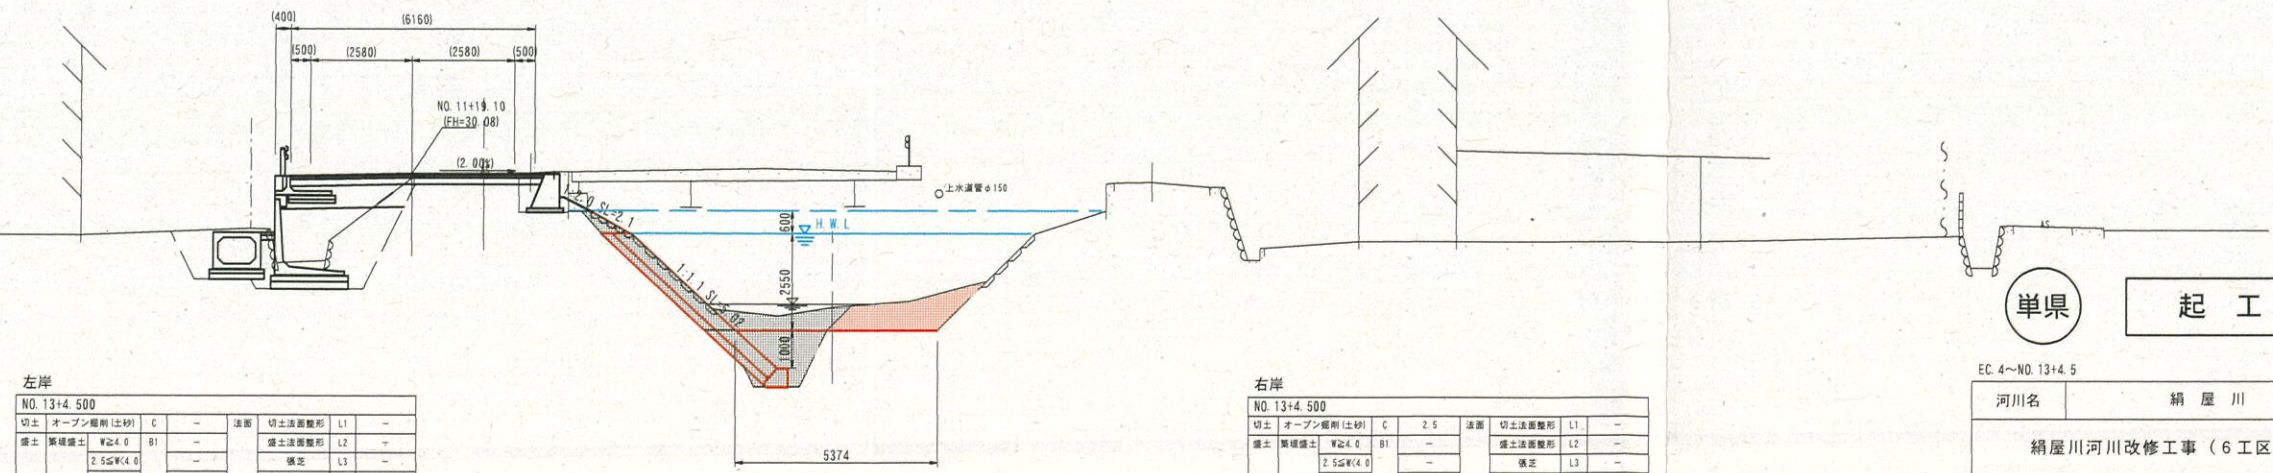 (400)
(6160)
(500)
(2580)
(2580)
(500)
NO. 11+19.10
(FH=30.08)
(2.00%)
上水道管φ150
1:2.0 SL=2.1
600
H.W.L
1:1.1 SL=5.02
2550
1000
5374
AS
単県
起 工
EC.4〜NO.13+4.5
河川名 絹 屋 川
絹屋川河川改修工事（6工区
左岸
NO. 13+4.500
切土 オープン掘削(土砂) C − 法面 切土法面整形 L1 −
盛土 築堤盛土 W≧4.0 B1 − 盛土法面整形 L2 −
2.5≦W<4.0 − 張芝 L3 −
右岸
NO. 13+4.500
切土 オープン掘削(土砂) C 2.5 法面 切土法面整形 L1 −
盛土 築堤盛土 W≧4.0 B1 − 盛土法面整形 L2 −
2.5≦W<4.0 − 張芝 L3 −